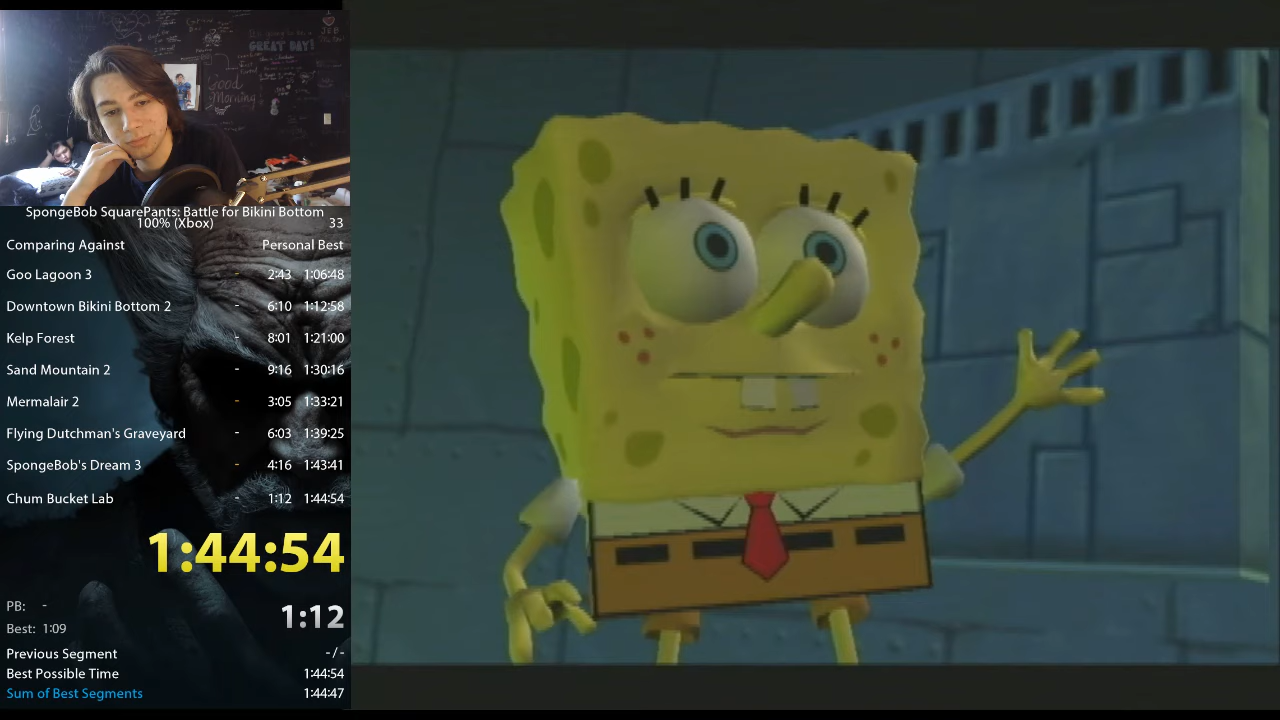 GREAT DAY!
Good
Morning
SpongeBob SquarePants: Battle for Bikini Bottom
100% (Xbox) 33
Comparing Against Personal Best
Goo Lagoon 3 - 2:43 1:06:48
Downtown Bikini Bottom 2 - 6:10 1:12:58
Kelp Forest - 8:01 1:21:00
Sand Mountain 2 - 9:16 1:30:16
Mermalair 2 - 3:05 1:33:21
Flying Dutchman's Graveyard - 6:03 1:39:25
SpongeBob's Dream 3 - 4:16 1:43:41
Chum Bucket Lab - 1:12 1:44:54
1:44:54
PB: - 1:12
Best: 1:09
Previous Segment -/-
Best Possible Time 1:44:54
Sum of Best Segments 1:44:47